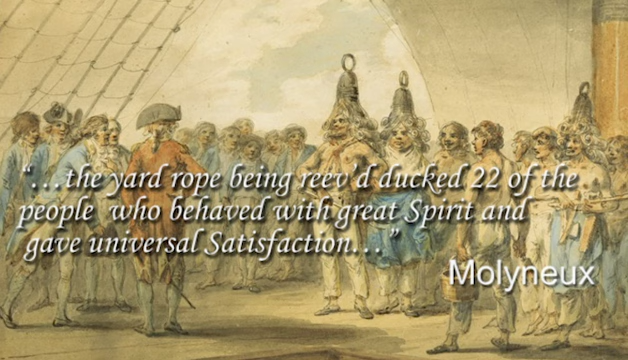 “…the yard rope being reev’d ducked 22 of the
people who behaved with great Spirit and
gave universal Satisfaction…”
Molyneux